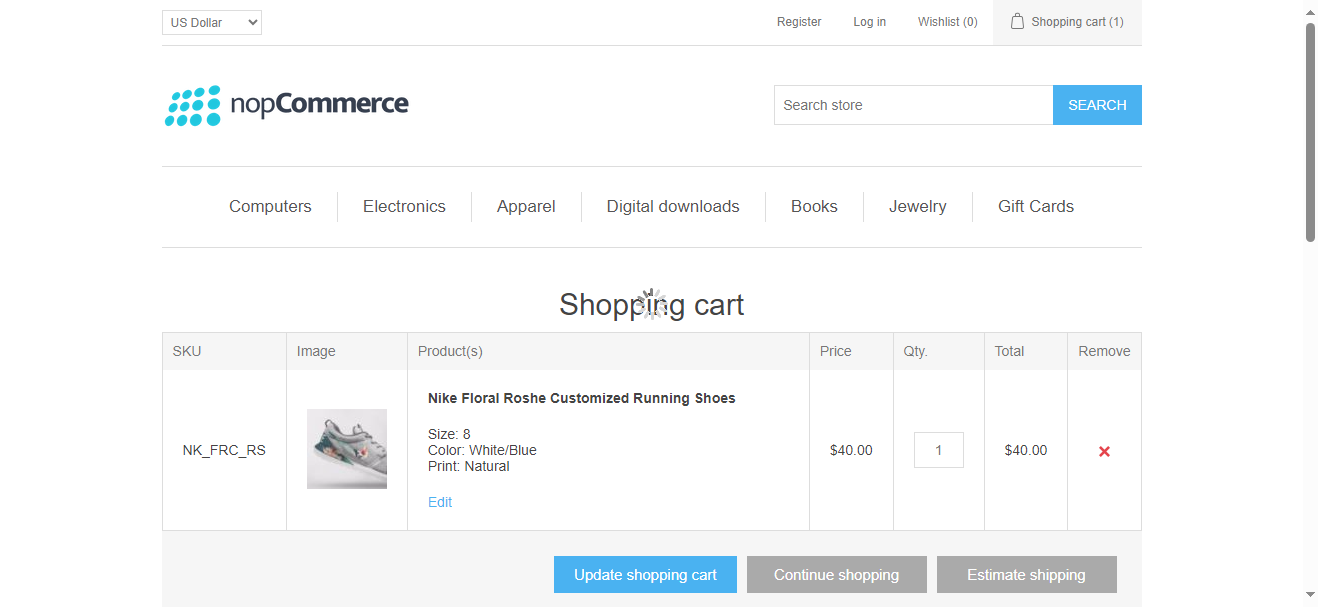 US Dollar
Register
Log in
Wishlist (0)
Shopping cart (1)
nopCommerce
Search store
SEARCH
Computers
Electronics
Apparel
Digital downloads
Books
Jewelry
Gift Cards
Shopping cart
SKU
Image
Product(s)
Price
Qty.
Total
Remove
NK_FRC_RS
Nike Floral Roshe Customized Running Shoes
Size: 8
Color: White/Blue
Print: Natural
Edit
$40.00
1
$40.00
Update shopping cart
Continue shopping
Estimate shipping